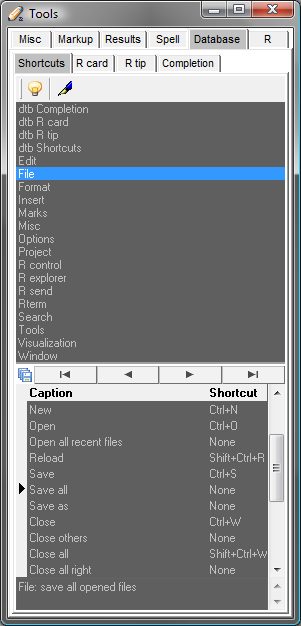 Tools
Misc Markup Results Spell Database R
Shortcuts R card R tip Completion
dtb Completion
dtb R card
dtb R tip
dtb Shortcuts
Edit
File
Format
Insert
Marks
Misc
Options
Project
R control
R explorer
R send
Rterm
Search
Tools
Visualization
Window
Caption Shortcut
New Ctrl+N
Open Ctrl+O
Open all recent files None
Reload Shift+Ctrl+R
Save Ctrl+S
Save all None
Save as None
Close Ctrl+W
Close others None
Close all Shift+Ctrl+W
Close all right None
File: save all opened files